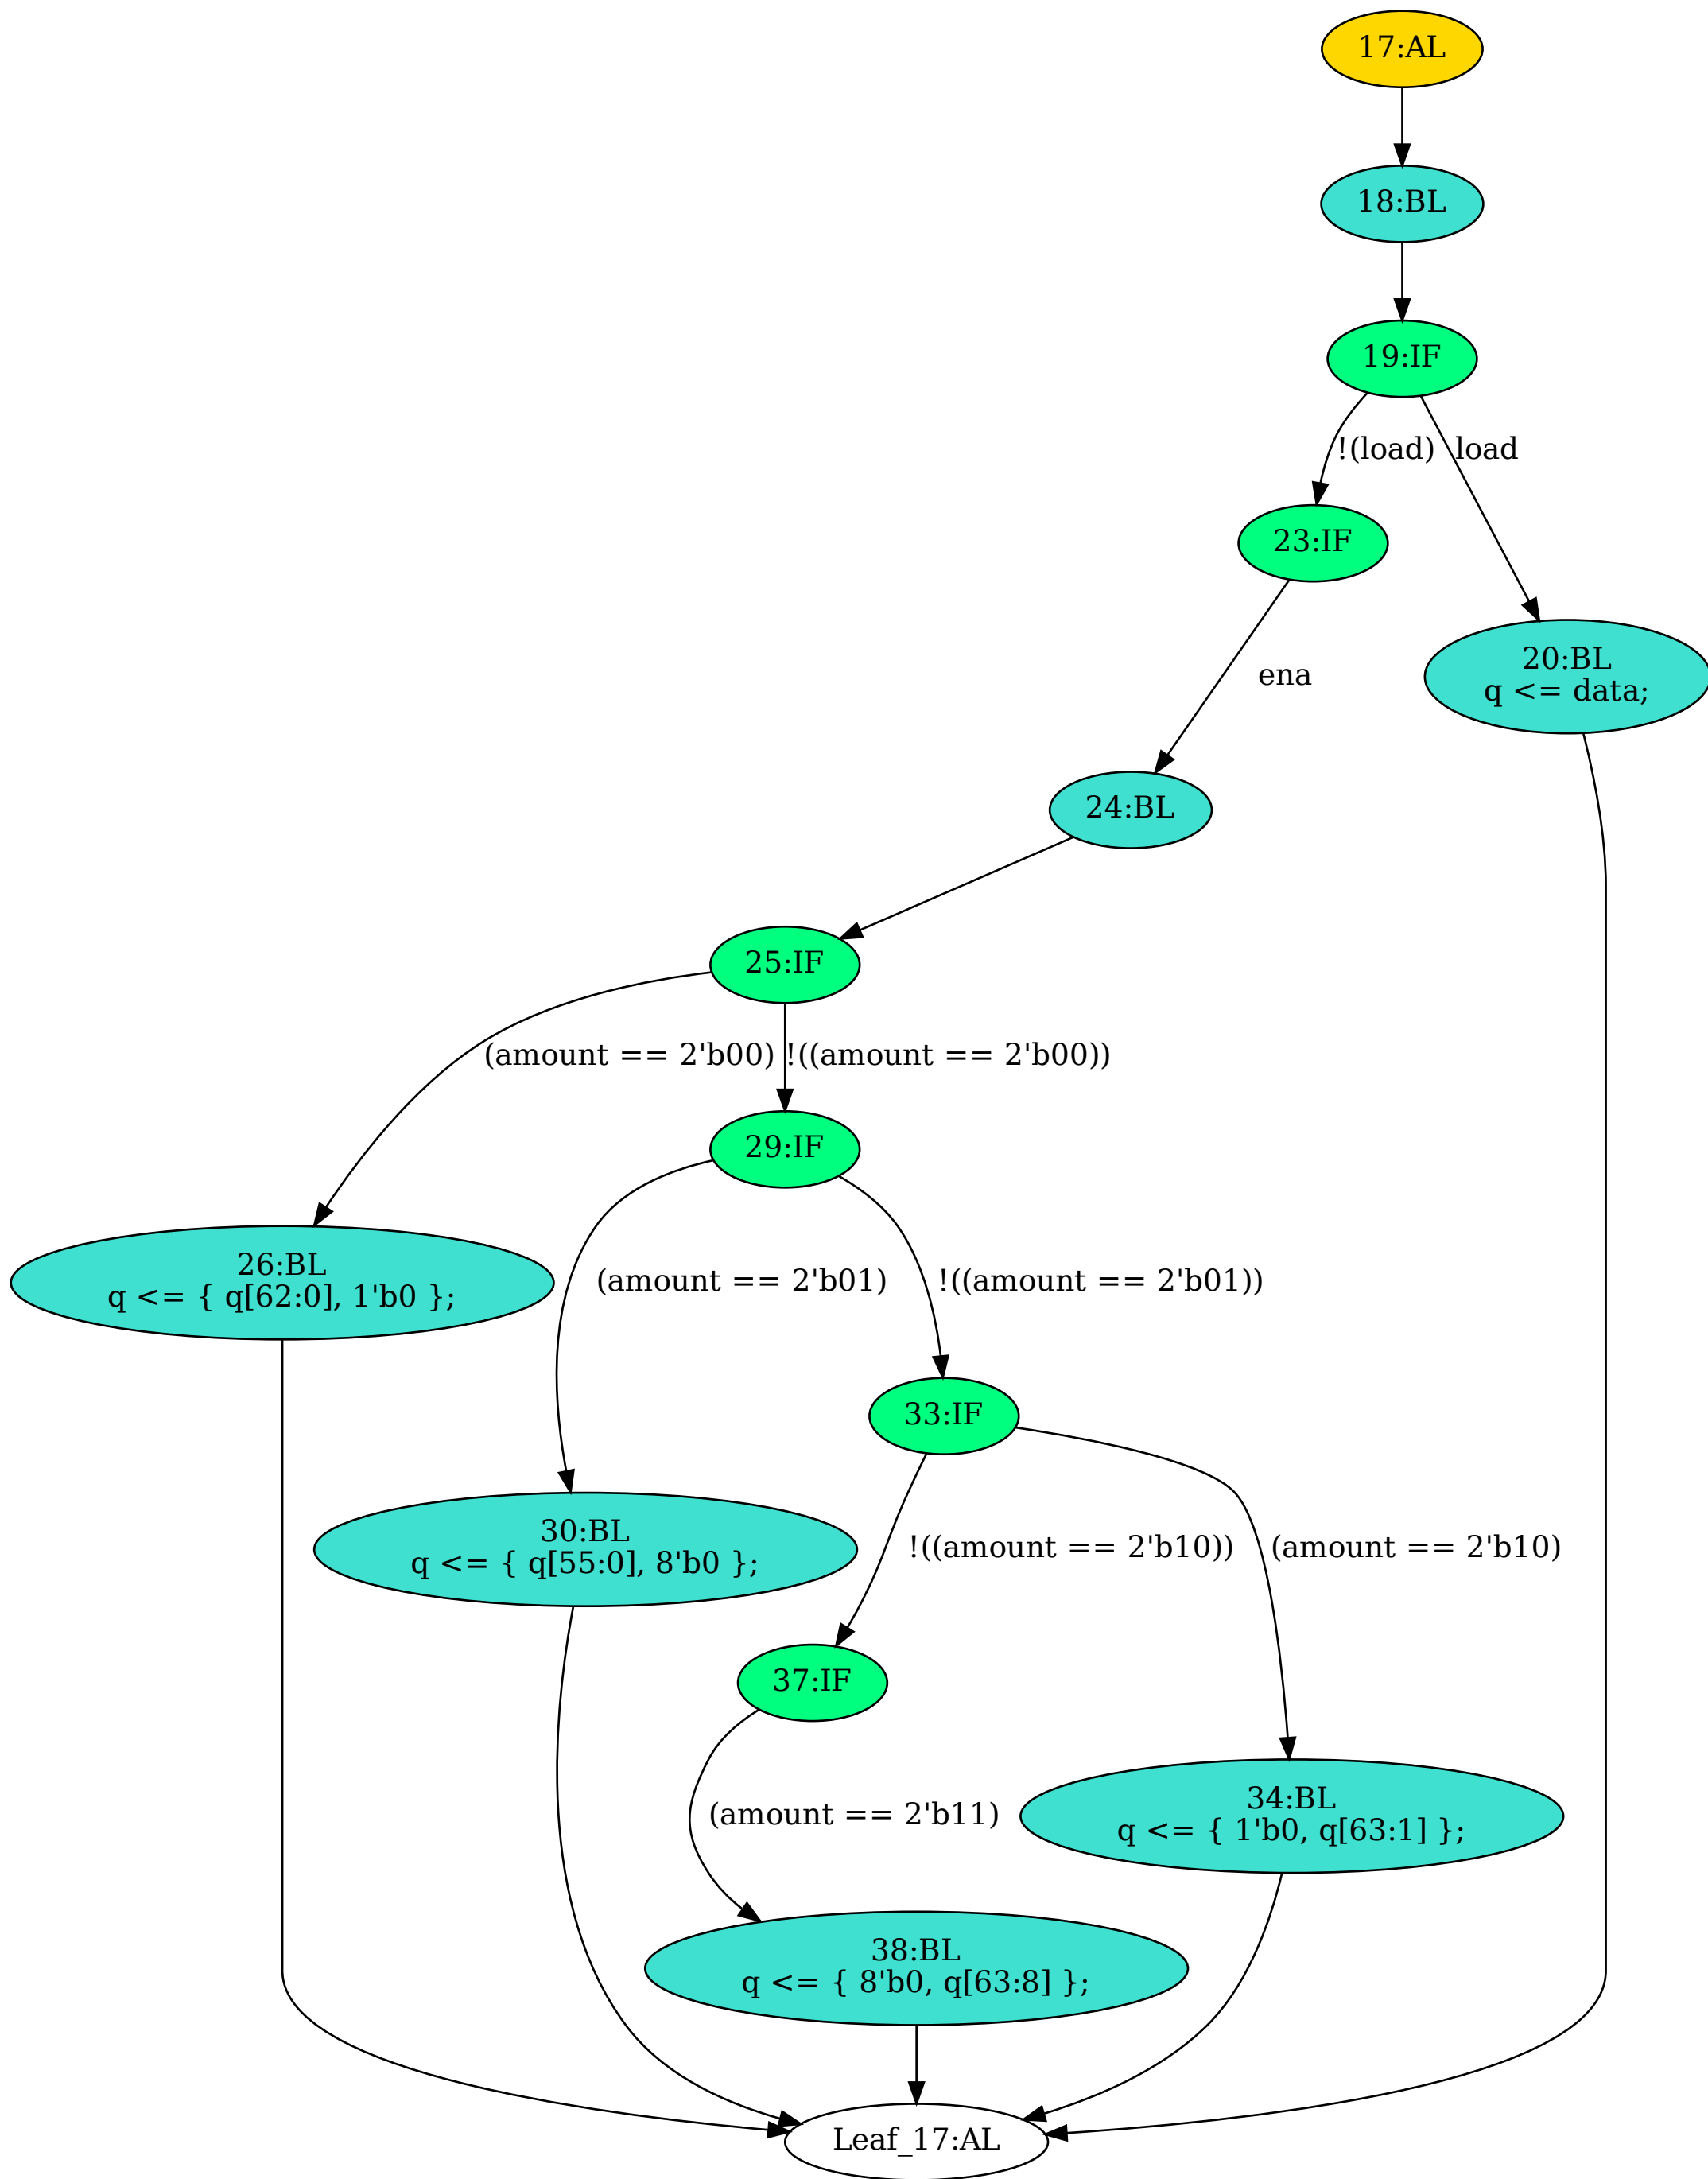 17:AL
18:BL
19:IF
!(load)
load
23:IF
20:BL
q <= data;
ena
24:BL
25:IF
(amount == 2'b00)
!((amount == 2'b00))
29:IF
26:BL
q <= { q[62:0], 1'b0 };
(amount == 2'b01)
!((amount == 2'b01))
33:IF
30:BL
q <= { q[55:0], 8'b0 };
!((amount == 2'b10))
(amount == 2'b10)
37:IF
(amount == 2'b11)
34:BL
q <= { 1'b0, q[63:1] };
38:BL
q <= { 8'b0, q[63:8] };
Leaf_17:AL